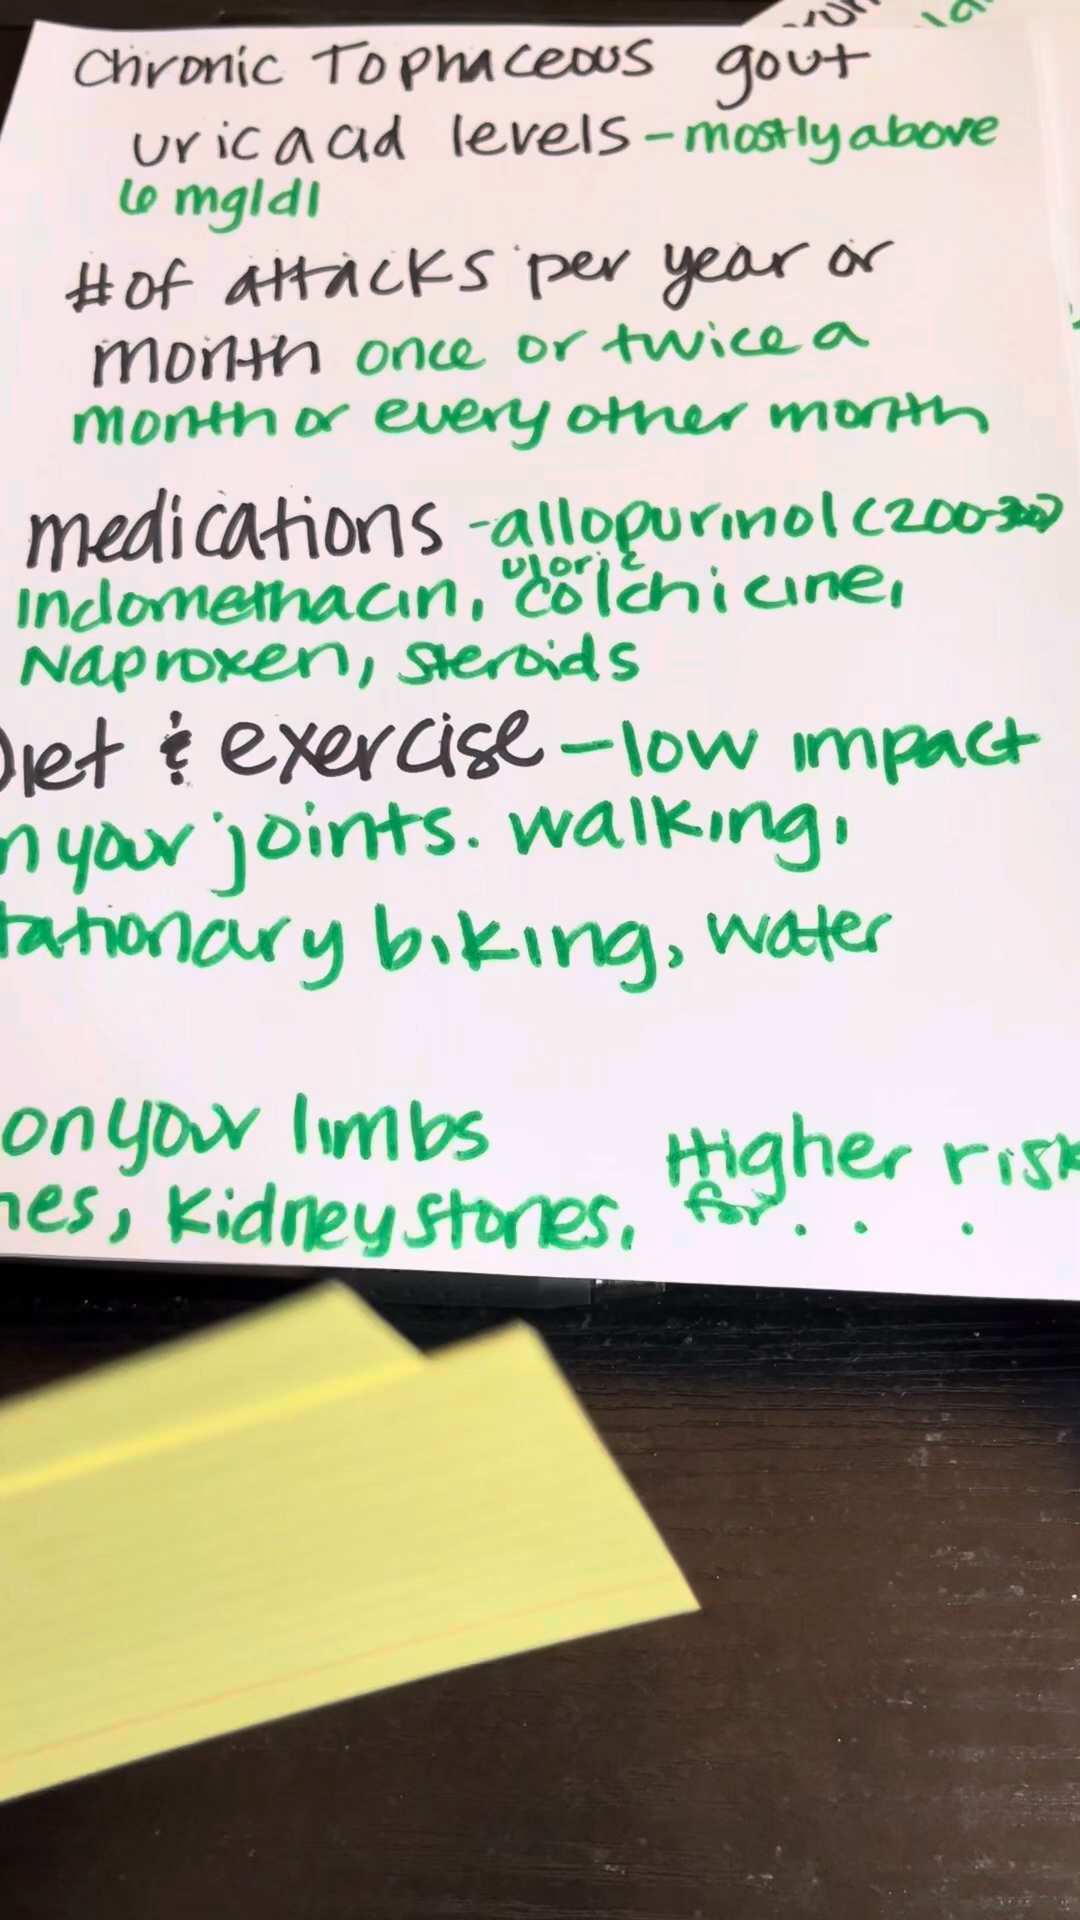 Chronic Tophaceous gout
uric acid levels - mostly above
6 mg/dl
# of attacks per year or
month once or twice a
month or every other month
medications - allopurinol (200-300)
uloric
Indomethacin, colchicine,
Naproxen, steroids
Diet & exercise - low impact
on your joints. walking,
stationary biking, water
on your limbs
Higher risk
nes, Kidney stones,
for . . .